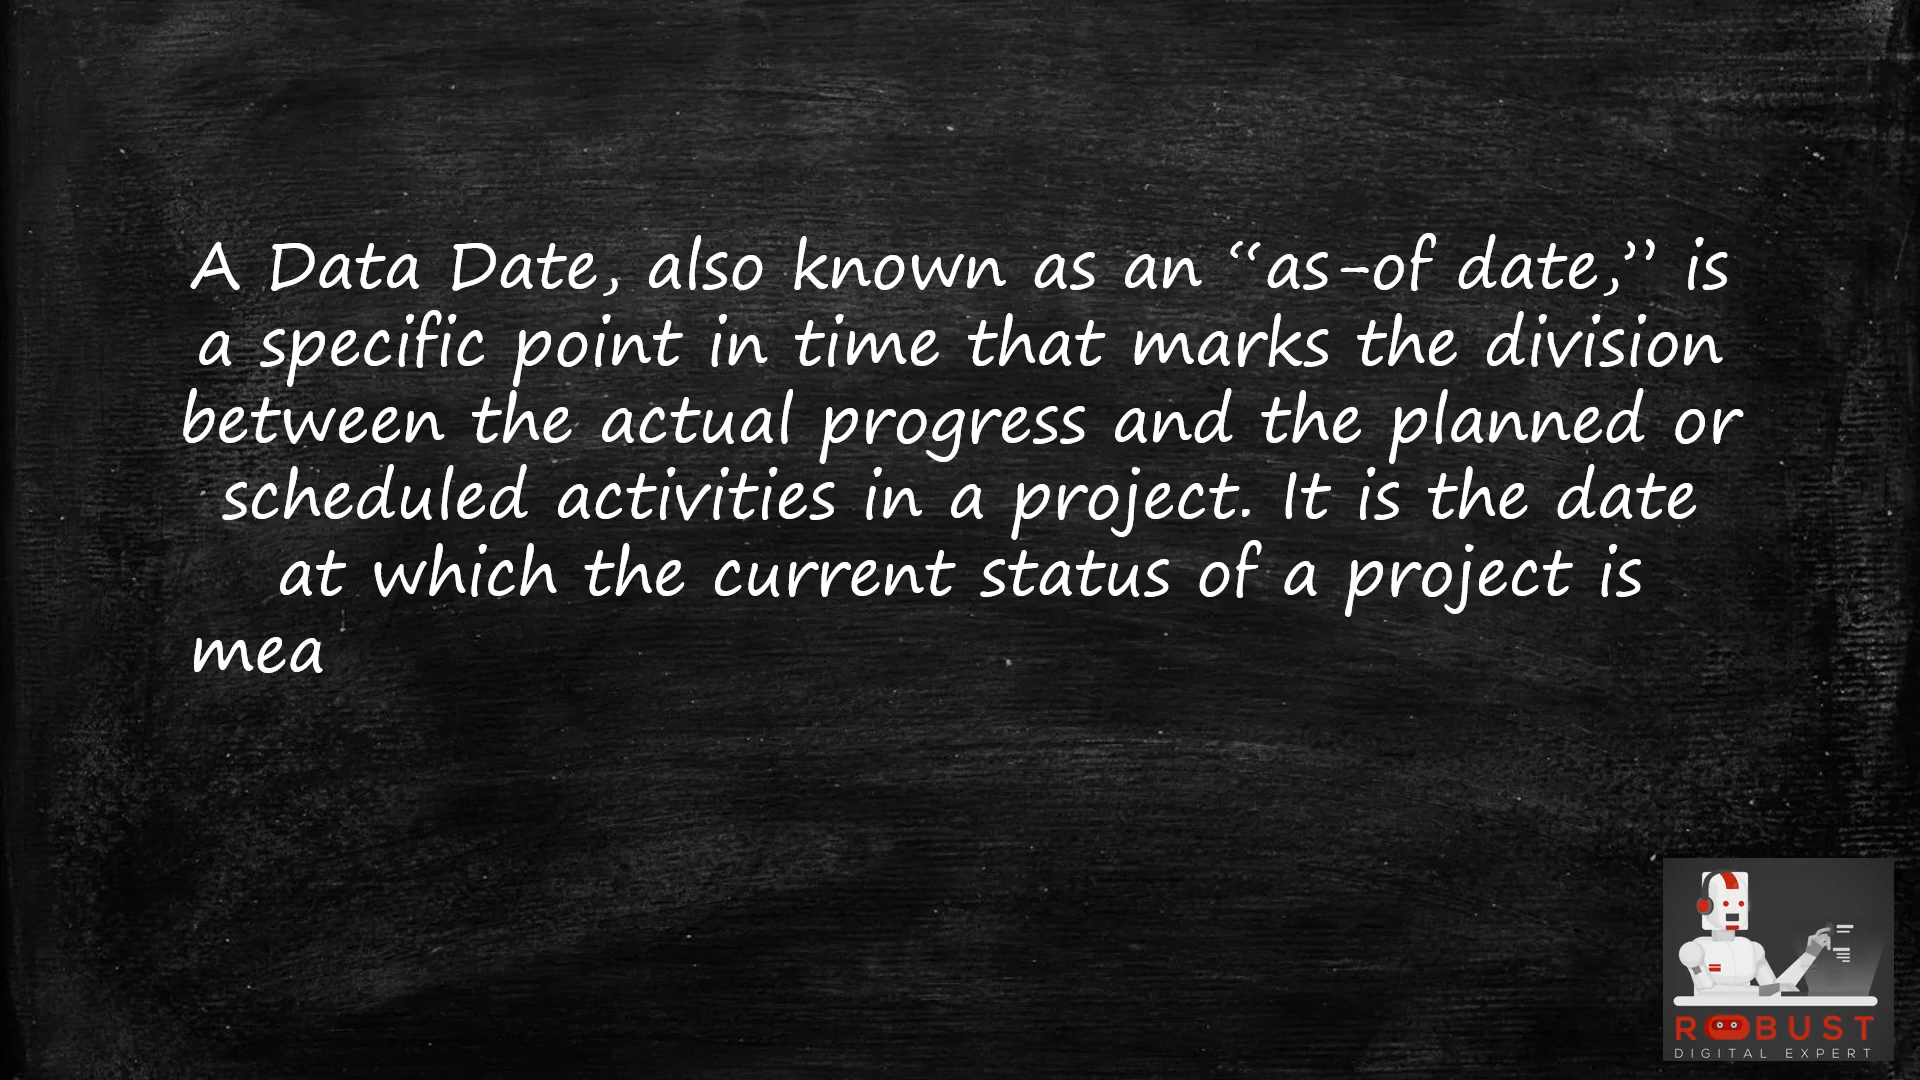 A Data Date, also known as an “as-of date,” is
a specific point in time that marks the division
between the actual progress and the planned or
scheduled activities in a project. It is the date
at which the current status of a project is
mea
ROBUST
DIGITAL EXPERT